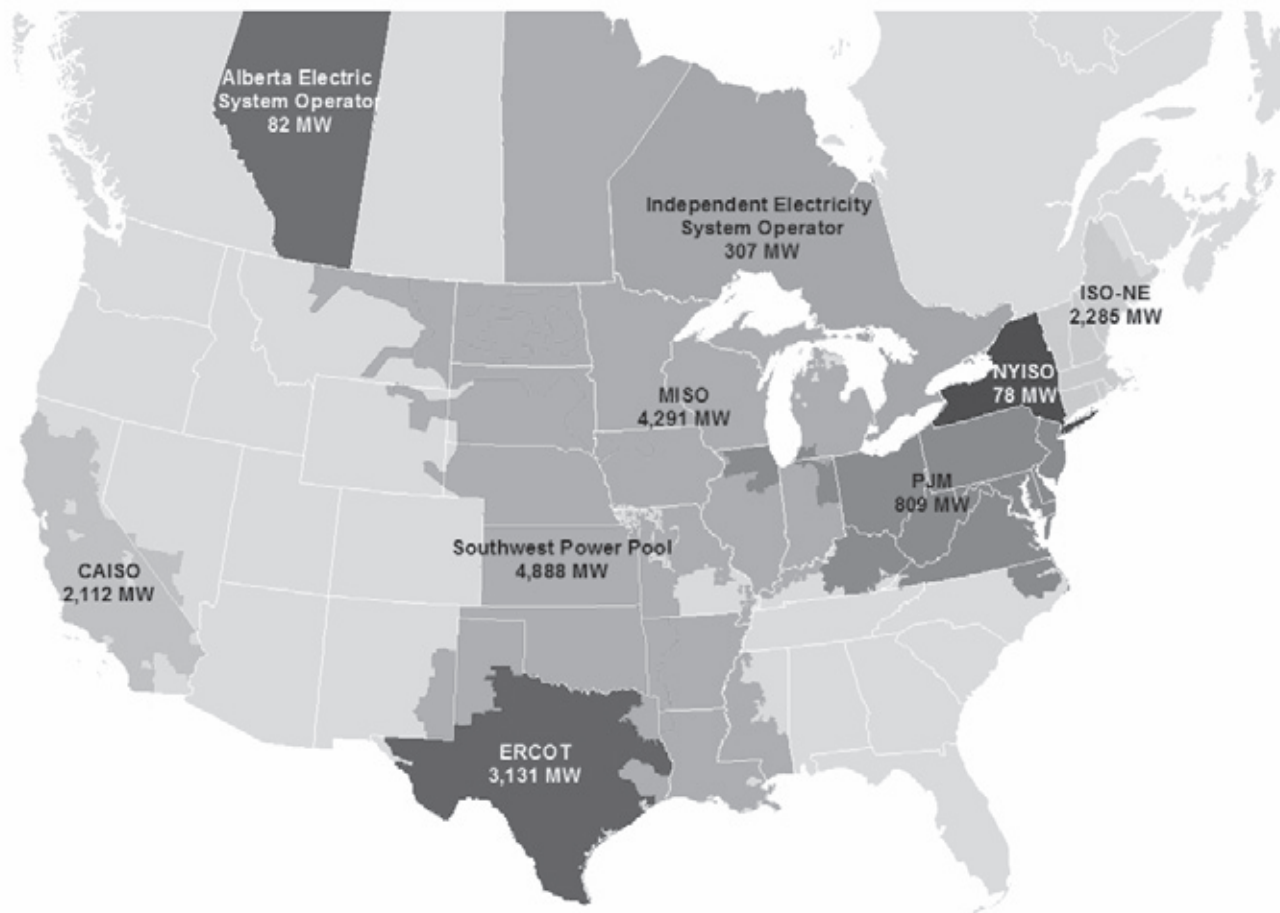 Alberta Electric
System Operator
82 MW
Independent Electricity
System Operator
307 MW
ISO-NE
2,285 MW
NYISO
78 MW
MISO
4,291 MW
PJM
809 MW
Southwest Power Pool
4,888 MW
CAISO
2,112 MW
ERCOT
3,131 MW